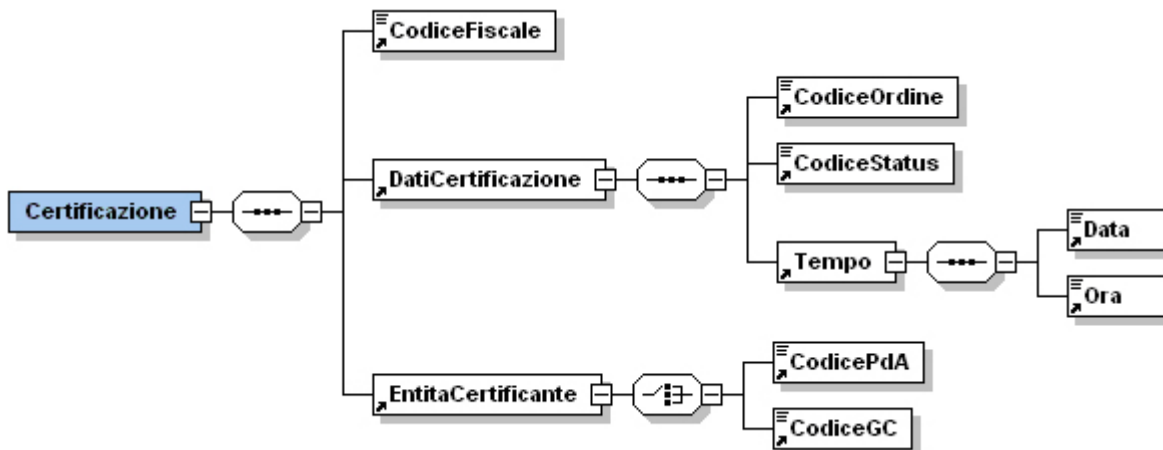 CodiceFiscale
CodiceOrdine
DatiCertificazione
CodiceStatus
Certificazione
Data
Tempo
Ora
CodicePdA
EntitaCertificante
CodiceGC